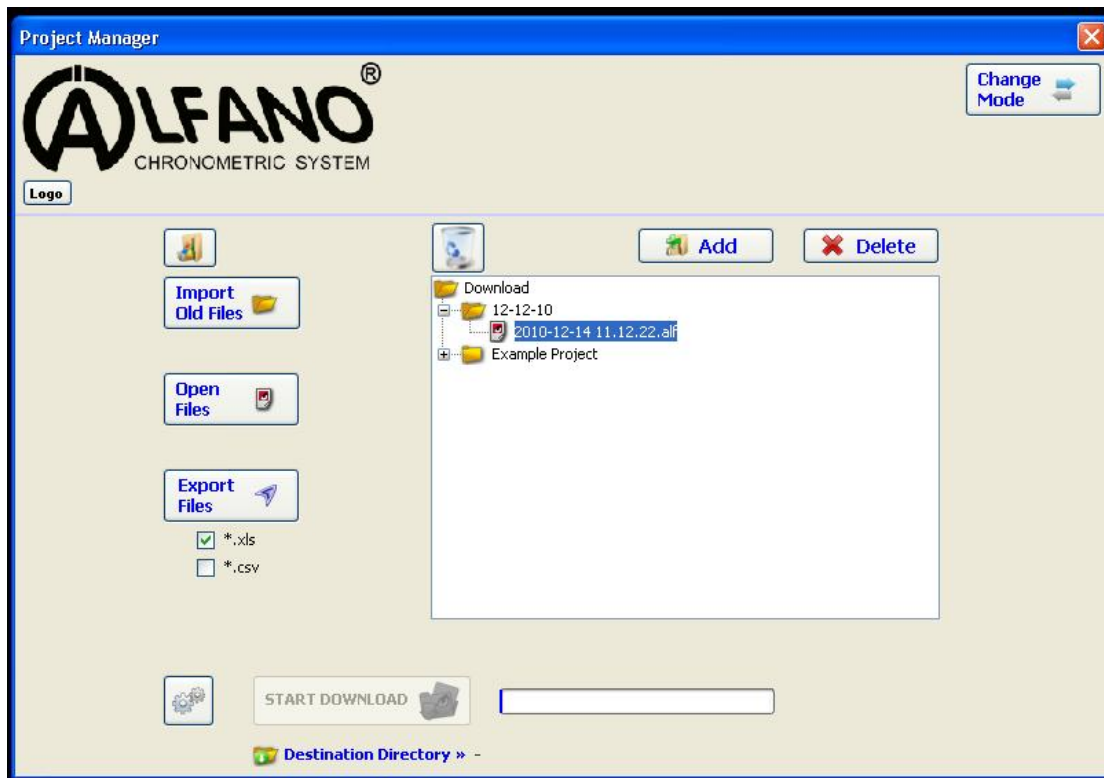 Project Manager
ALFANO®
CHRONOMETRIC SYSTEM
Change
Mode
Logo
Add
Delete
Import
Old Files
Download
12-12-10
2010-12-14 11.12.22.alf
Example Project
Open
Files
Export
Files
*.xls
*.csv
START DOWNLOAD
Destination Directory » -